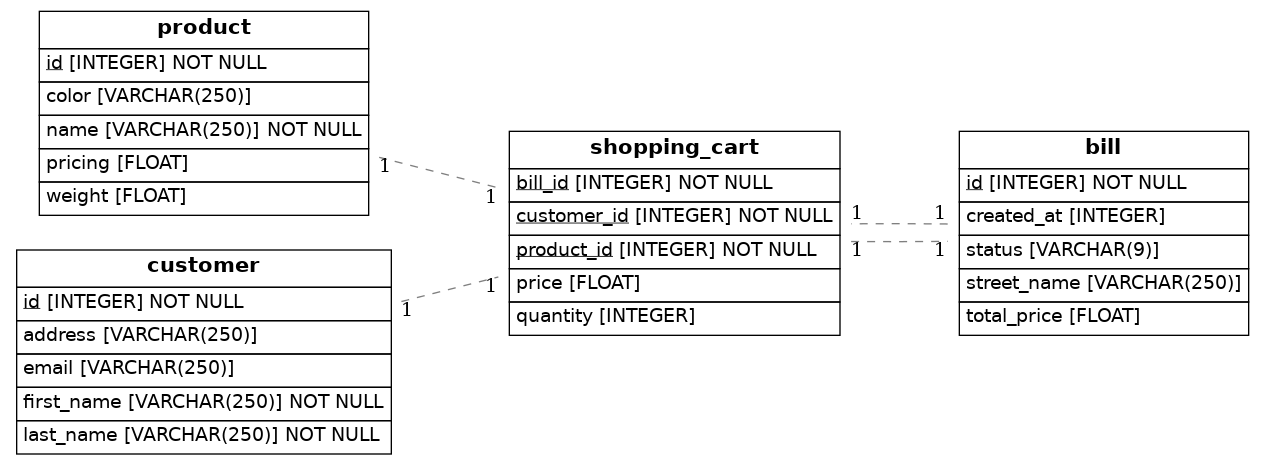 product
id [INTEGER] NOT NULL
color [VARCHAR(250)]
name [VARCHAR(250)] NOT NULL
pricing [FLOAT]
weight [FLOAT]
1
1
customer
id [INTEGER] NOT NULL
address [VARCHAR(250)]
email [VARCHAR(250)]
first_name [VARCHAR(250)] NOT NULL
last_name [VARCHAR(250)] NOT NULL
1
1
shopping_cart
bill_id [INTEGER] NOT NULL
customer_id [INTEGER] NOT NULL
product_id [INTEGER] NOT NULL
price [FLOAT]
quantity [INTEGER]
1 1
1 1
bill
id [INTEGER] NOT NULL
created_at [INTEGER]
status [VARCHAR(9)]
street_name [VARCHAR(250)]
total_price [FLOAT]